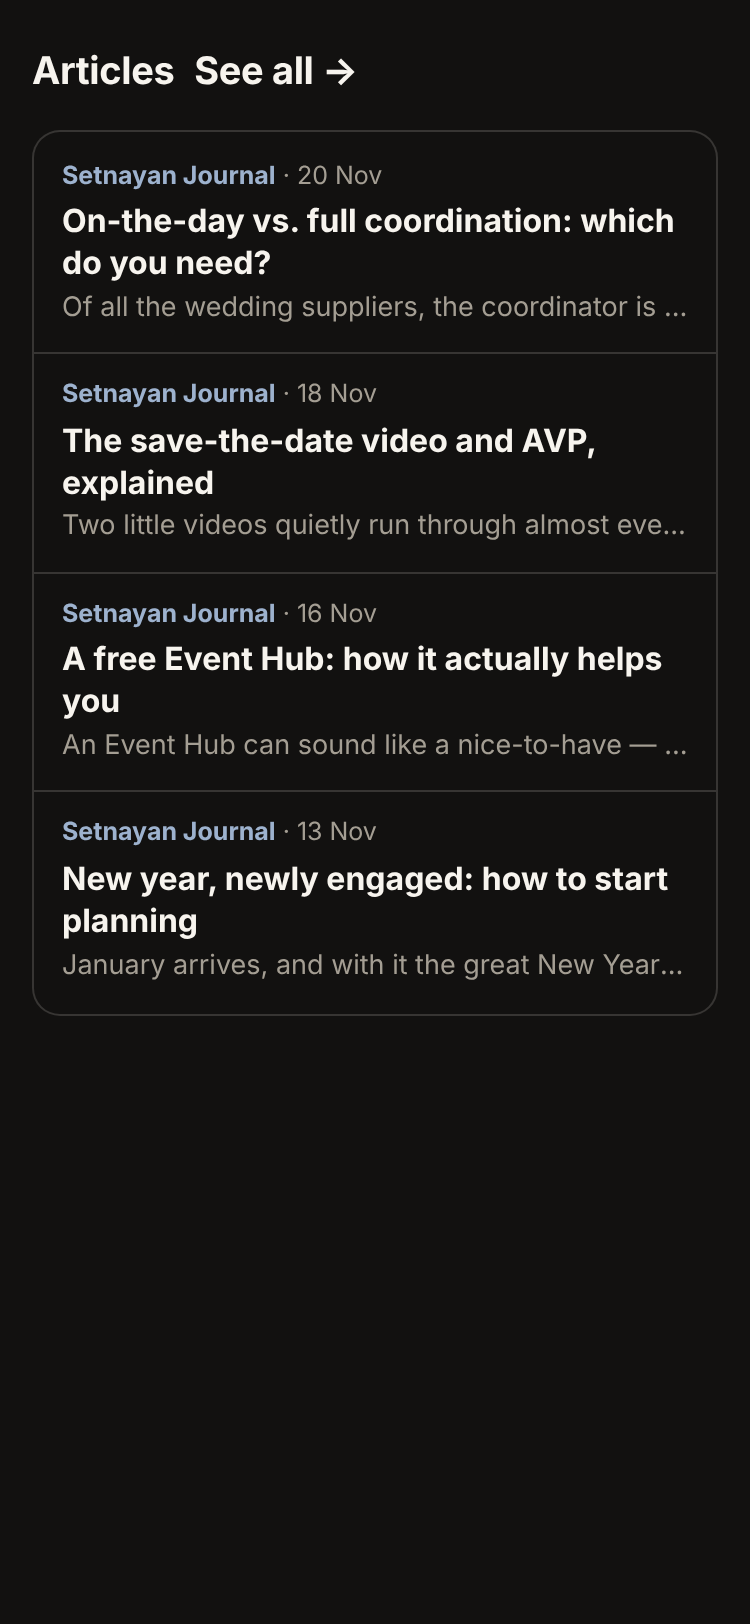 Articles See all →
Setnayan Journal · 20 Nov
On-the-day vs. full coordination: which
do you need?
Of all the wedding suppliers, the coordinator is ...
Setnayan Journal · 18 Nov
The save-the-date video and AVP,
explained
Two little videos quietly run through almost eve...
Setnayan Journal · 16 Nov
A free Event Hub: how it actually helps
you
An Event Hub can sound like a nice-to-have — ...
Setnayan Journal · 13 Nov
New year, newly engaged: how to start
planning
January arrives, and with it the great New Year...